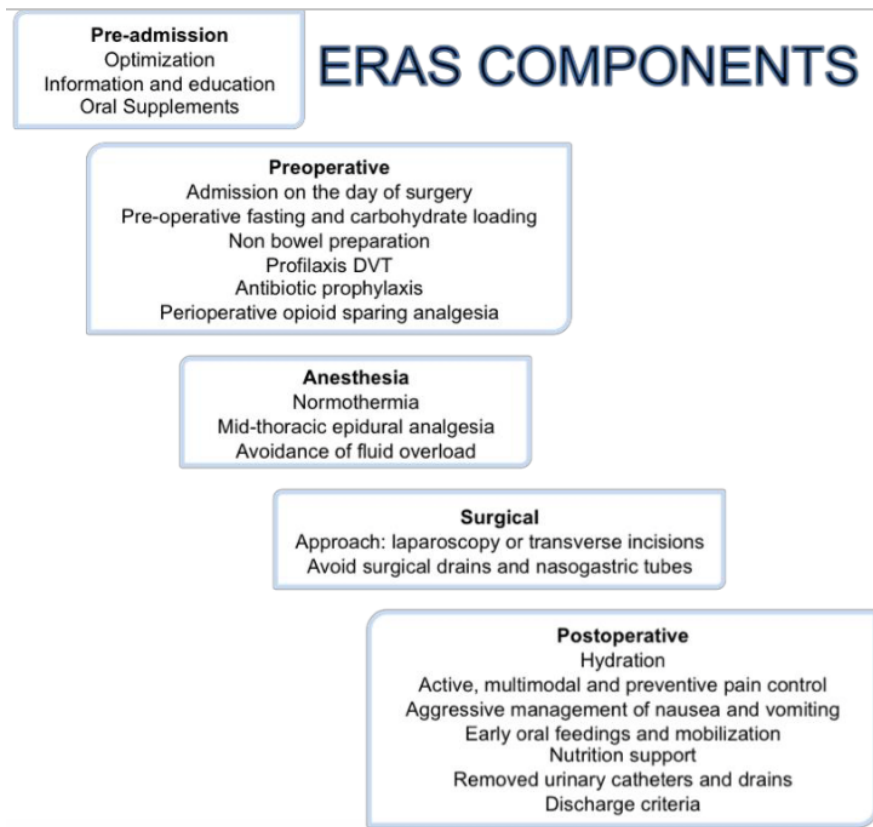 Pre-admission
Optimization
Information and education
Oral Supplements
ERAS COMPONENTS
Preoperative
Admission on the day of surgery
Pre-operative fasting and carbohydrate loading
Non bowel preparation
Profilaxis DVT
Antibiotic prophylaxis
Perioperative opioid sparing analgesia
Anesthesia
Normothermia
Mid-thoracic epidural analgesia
Avoidance of fluid overload
Surgical
Approach: laparoscopy or transverse incisions
Avoid surgical drains and nasogastric tubes
Postoperative
Hydration
Active, multimodal and preventive pain control
Aggressive management of nausea and vomiting
Early oral feedings and mobilization
Nutrition support
Removed urinary catheters and drains
Discharge criteria